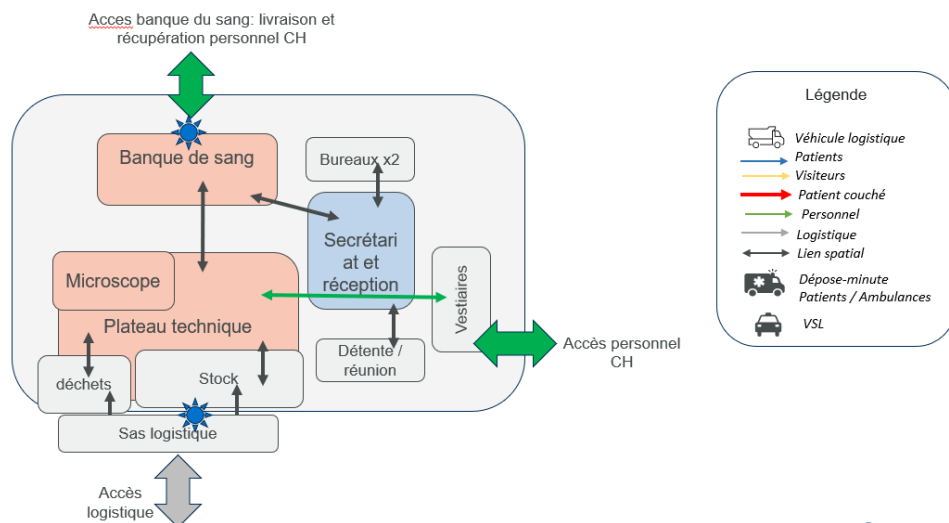 Acces banque du sang: livraison et
récupération personnel CH
Banque de sang
Bureaux x2
Secrétari
at et
réception
Microscope
Plateau technique
Vestiaires
Accès personnel
CH
Détente /
réunion
déchets
Stock
Sas logistique
Accès
logistique
Légende
Véhicule logistique
Patients
Visiteurs
Patient couché
Personnel
Logistique
Lien spatial
Dépose-minute
Patients / Ambulances
VSL